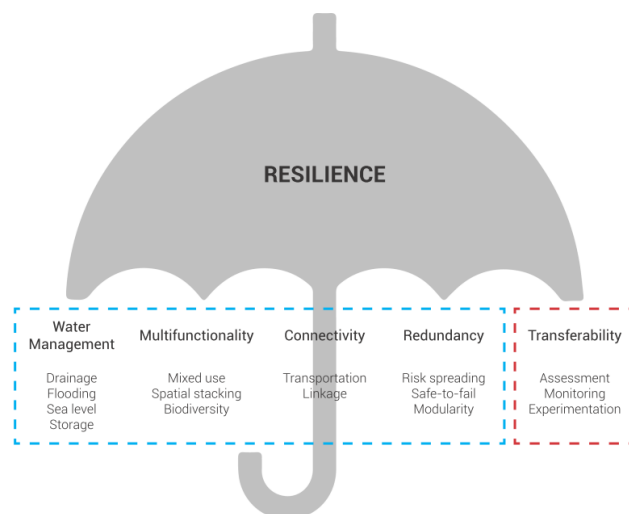 RESILIENCE
Water
Management
Drainage
Flooding
Sea level
Storage
Multifunctionality
Mixed use
Spatial stacking
Biodiversity
Connectivity
Transportation
Linkage
Redundancy
Risk spreading
Safe-to-fail
Modularity
Transferability
Assessment
Monitoring
Experimentation